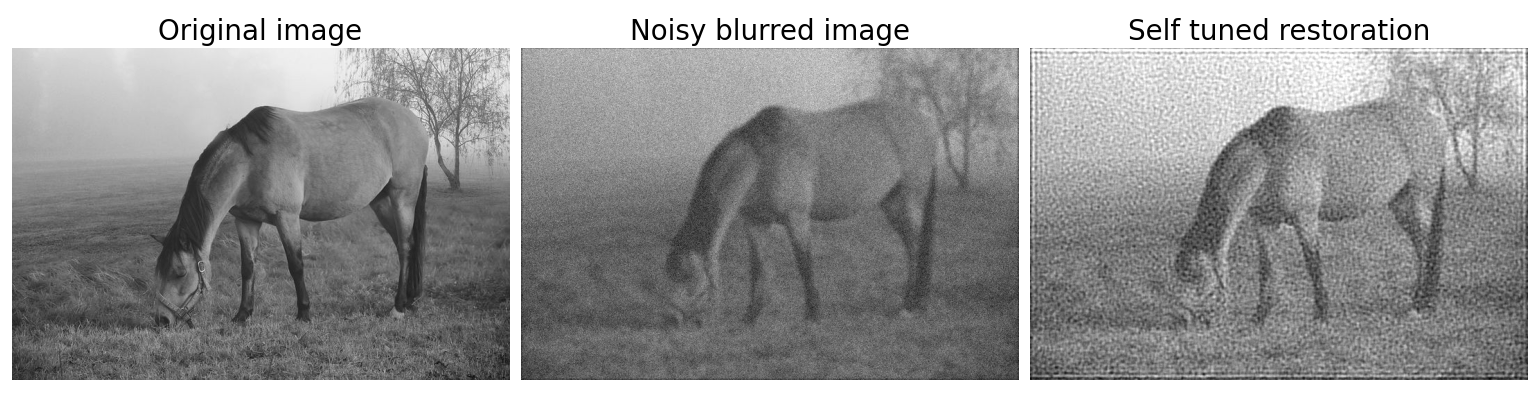 Original image
Noisy blurred image
Self tuned restoration